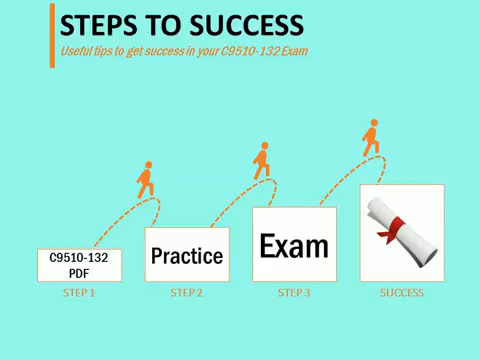 STEPS TO SUCCESS
Useful tips to get success in your C9510-132 Exam
C9510-132
PDF
Practice
Exam
STEP 1
STEP 2
STEP 3
SUCCESS